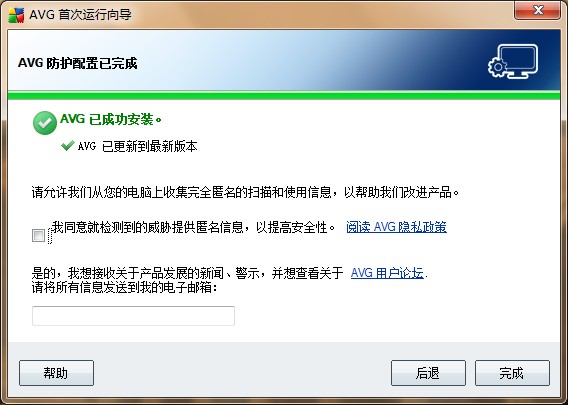 AVG 首次运行向导
AVG 防护配置已完成
AVG 已成功安装。
AVG 已更新到最新版本
请允许我们从您的电脑上收集完全匿名的扫描和使用信息，以帮助我们改进产品。
我同意就检测到的威胁提供匿名信息，以提高安全性。 阅读 AVG 隐私政策
是的，我想接收关于产品发展的新闻、警示，并想查看关于 AVG 用户论坛.
请将所有信息发送到我的电子邮箱：
帮助 后退 完成